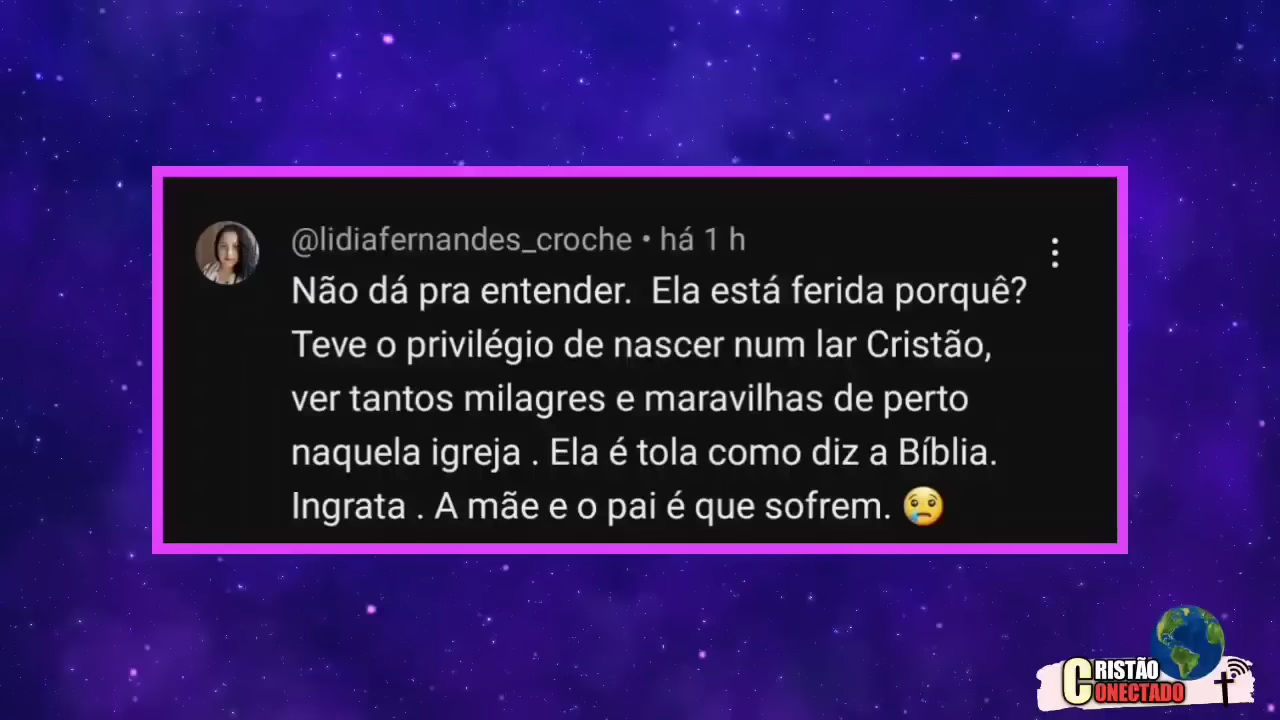 @lidiafernandes_croche • há 1 h
Não dá pra entender.  Ela está ferida porquê?
Teve o privilégio de nascer num lar Cristão,
ver tantos milagres e maravilhas de perto
naquela igreja . Ela é tola como diz a Bíblia.
Ingrata . A mãe e o pai é que sofrem. 😢
CRISTÃO
CONECTADO